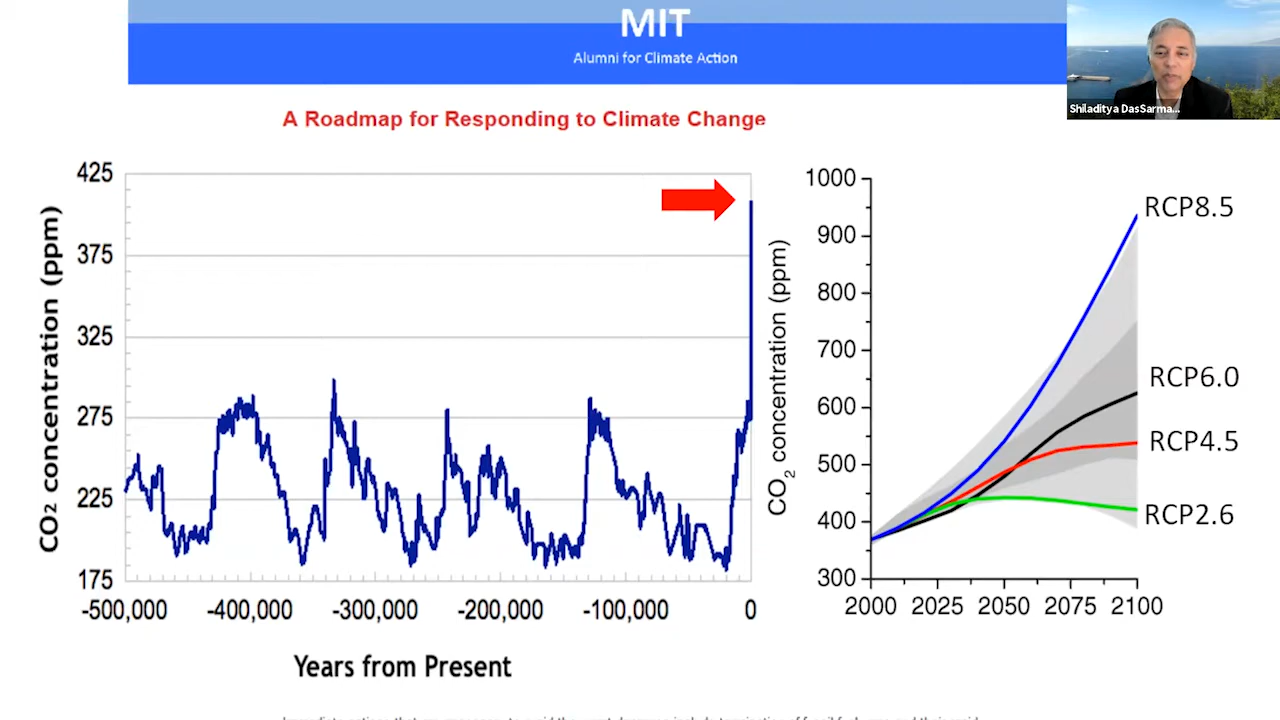 MIT
Alumni for Climate Action
Shiladitya DasSarma...
A Roadmap for Responding to Climate Change
CO2 concentration (ppm)
425
375
325
275
225
175
-500,000 -400,000 -300,000 -200,000 -100,000 0
Years from Present
CO2 concentration (ppm)
1000
900
800
700
600
500
400
300
2000 2025 2050 2075 2100
RCP8.5
RCP6.0
RCP4.5
RCP2.6